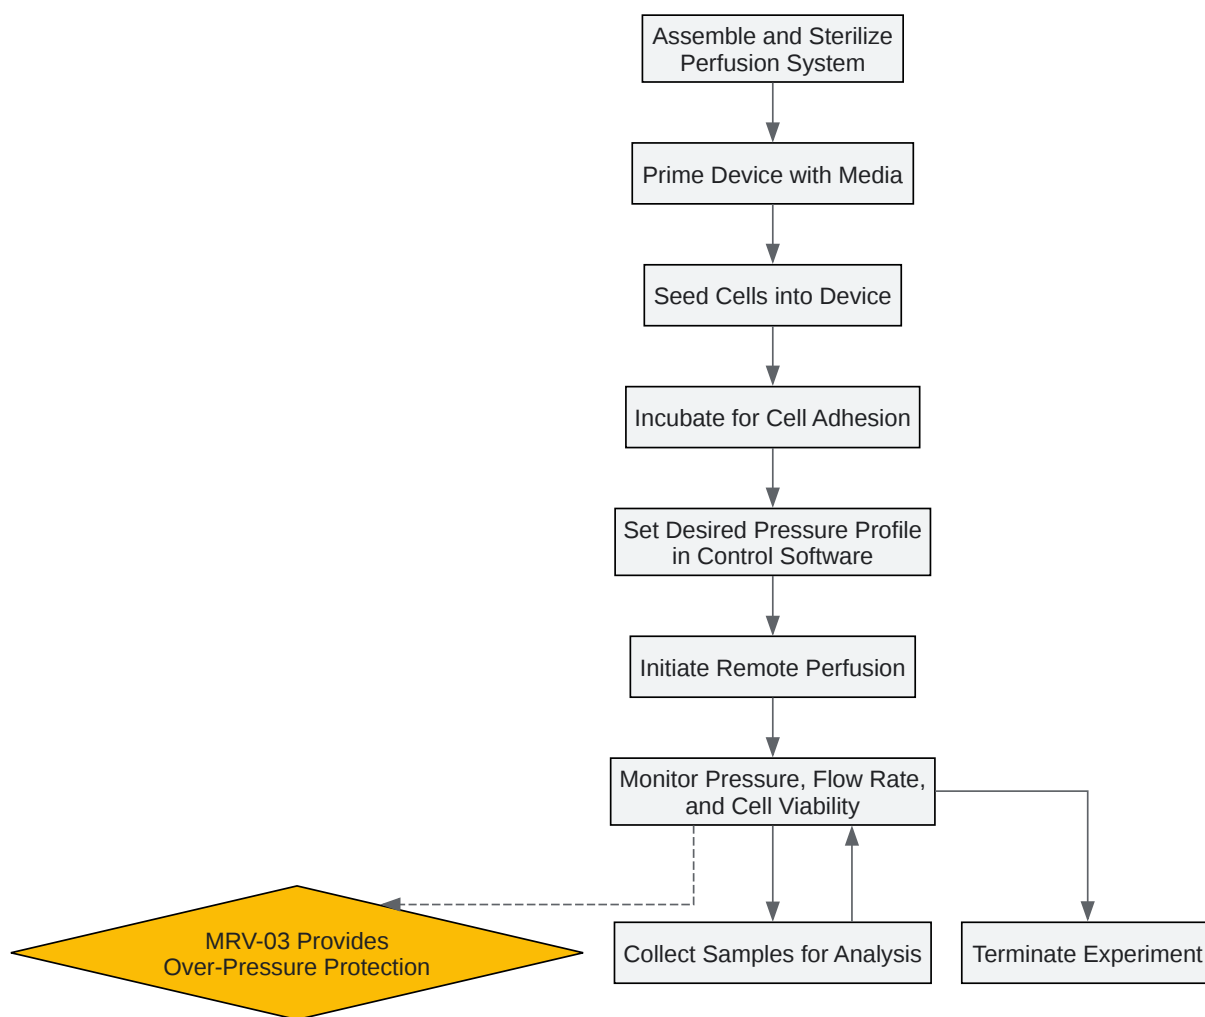 Assemble and Sterilize
Perfusion System
Prime Device with Media
Seed Cells into Device
Incubate for Cell Adhesion
Set Desired Pressure Profile
in Control Software
Initiate Remote Perfusion
Monitor Pressure, Flow Rate,
and Cell Viability
MRV-03 Provides
Over-Pressure Protection
Collect Samples for Analysis
Terminate Experiment